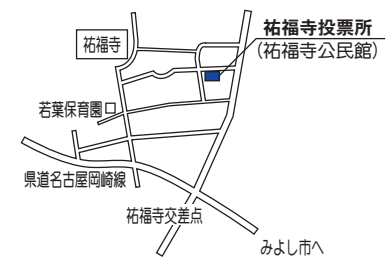 祐福寺投票所
(祐福寺公民館)
祐福寺
若葉保育園
県道名古屋岡崎線
祐福寺交差点
みよし市へ